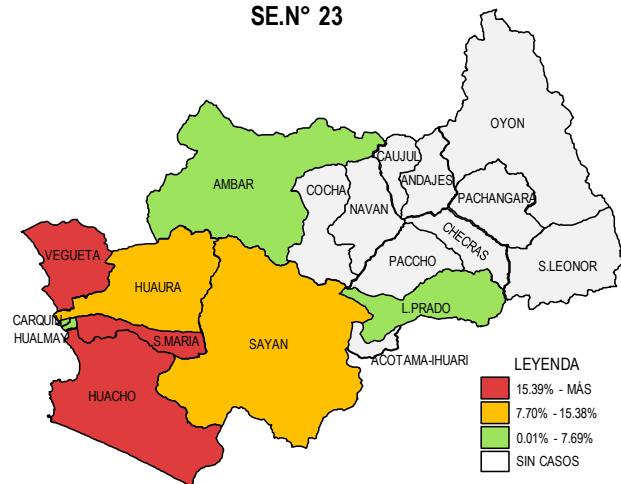 SE.N° 23
OYON
CAUJUL
ANDAJES
AMBAR
COCHA
PACHANGARA
NAVAN
CHECRAS
VEGUETA
PACCHO
S.LEONOR
HUAURA
L.PRADO
CARQUIN
HUALMAY
S.MARIA
SAYAN
ACOTAMA-IHUARI
HUACHO
LEYENDA
15.39% - MÁS
7.70% - 15.38%
0.01% - 7.69%
SIN CASOS